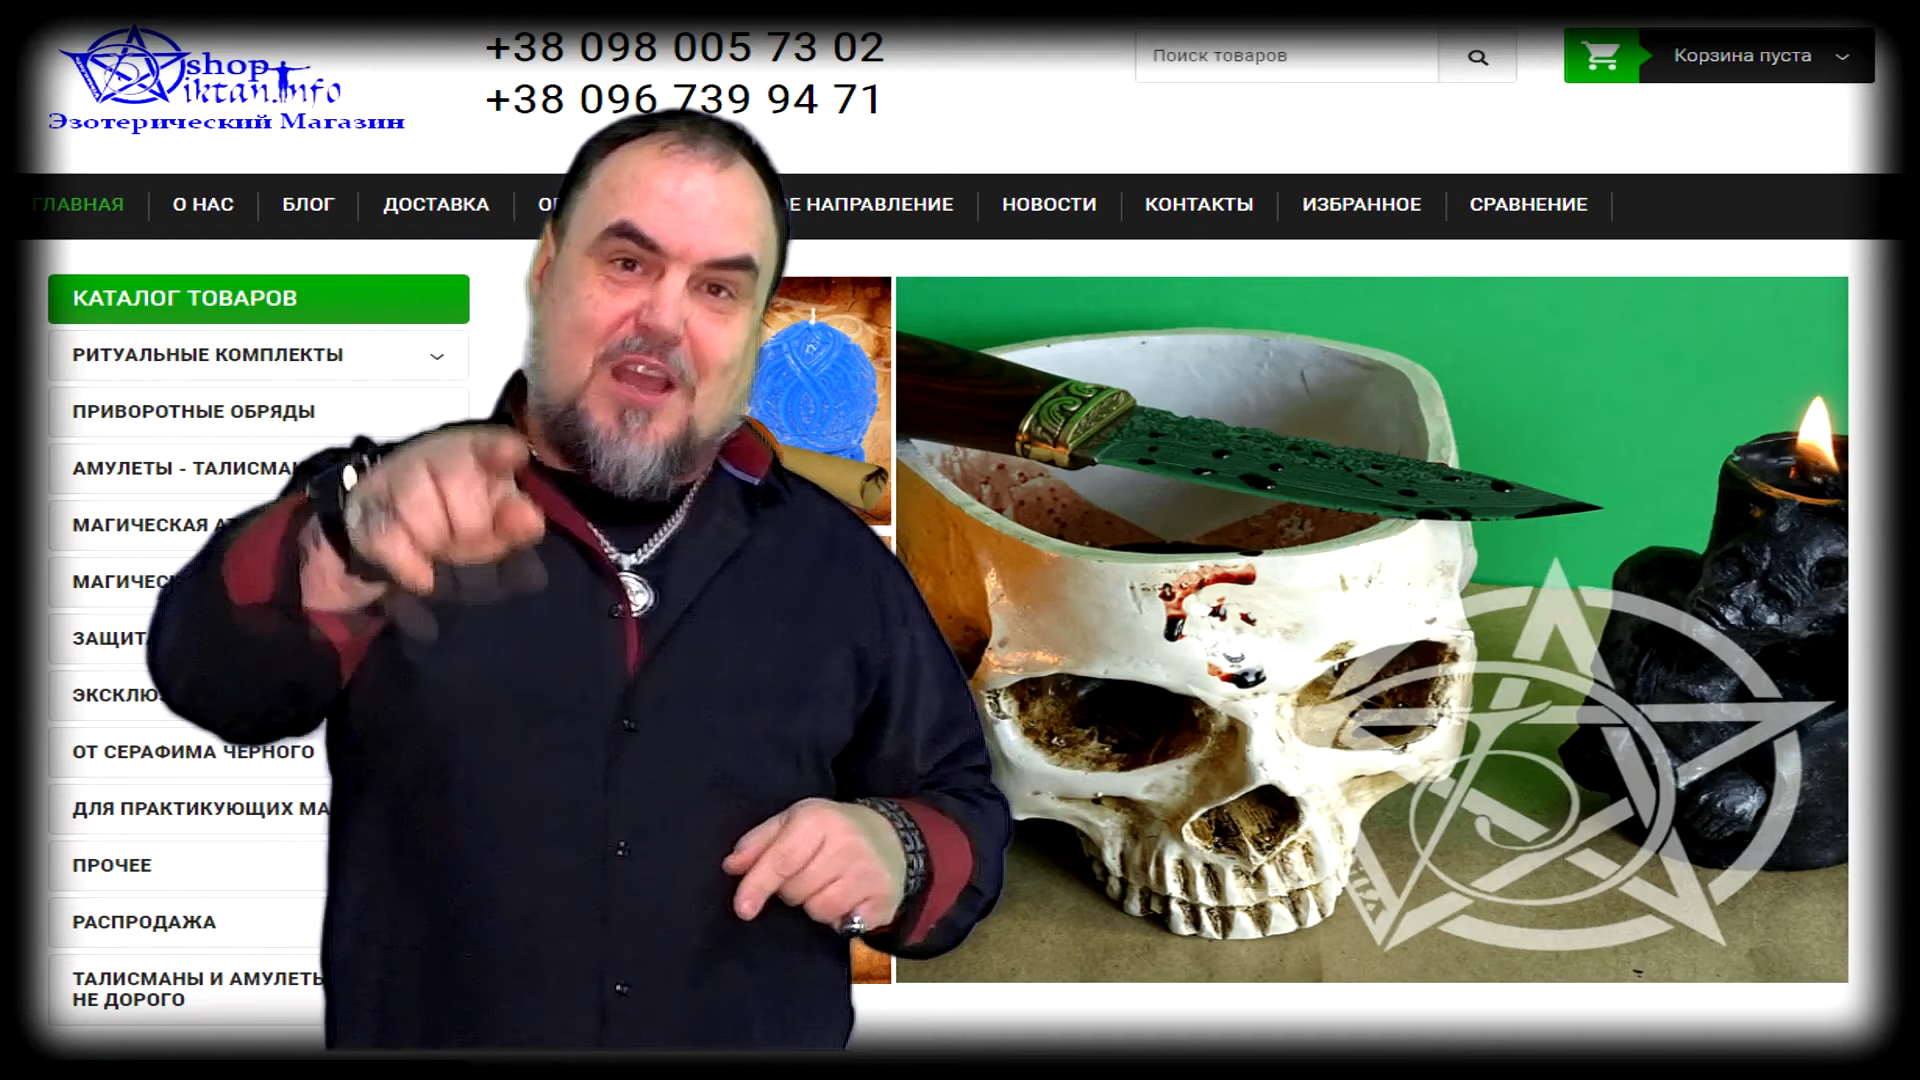 shop
iktan.info
Эзотерический Магазин
+38 098 005 73 02
+38 096 739 94 71
Поиск товаров
Корзина пуста
ГЛАВНАЯ
О НАС
БЛОГ
ДОСТАВКА
НАПРАВЛЕНИЕ
НОВОСТИ
КОНТАКТЫ
ИЗБРАННОЕ
СРАВНЕНИЕ
КАТАЛОГ ТОВАРОВ
РИТУАЛЬНЫЕ КОМПЛЕКТЫ
ПРИВОРОТНЫЕ ОБРЯДЫ
АМУЛЕТЫ - ТАЛИСМА
МАГИЧЕСКАЯ
МАГИЧЕС
ЗАЩИТ
ЭКСКЛЮ
ОТ СЕРАФИМА ЧЕРНОГО
ДЛЯ ПРАКТИКУЮЩИХ МА
ПРОЧЕЕ
РАСПРОДАЖА
ТАЛИСМАНЫ И АМУЛЕТЫ
НЕ ДОРОГО